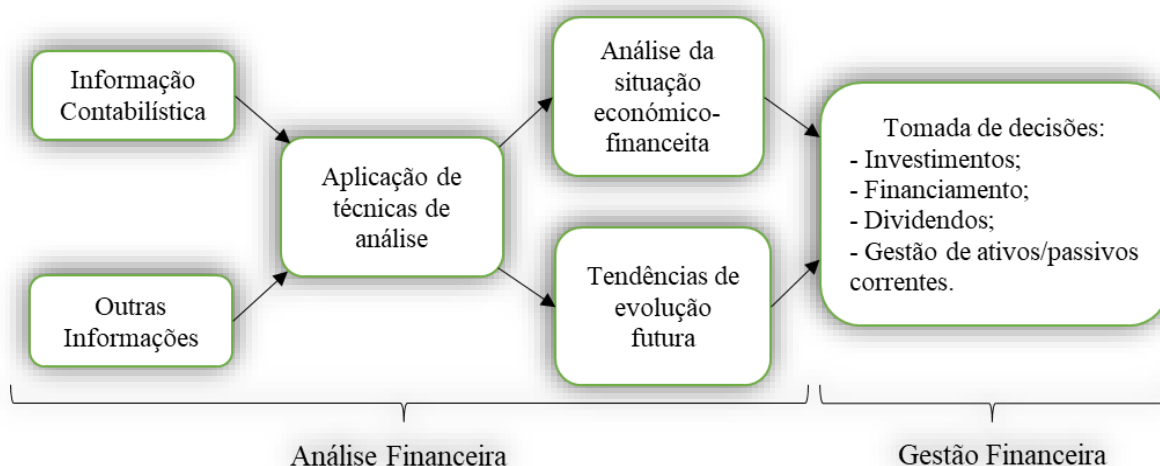 Informação
Contabilística
Outras
Informações
Aplicação de
técnicas de
análise
Análise da
situação
económico-
financeita
Tendências de
evolução
futura
Tomada de decisões:
- Investimentos;
- Financiamento;
- Dividendos;
- Gestão de ativos/passivos
correntes.
Análise Financeira
Gestão Financeira